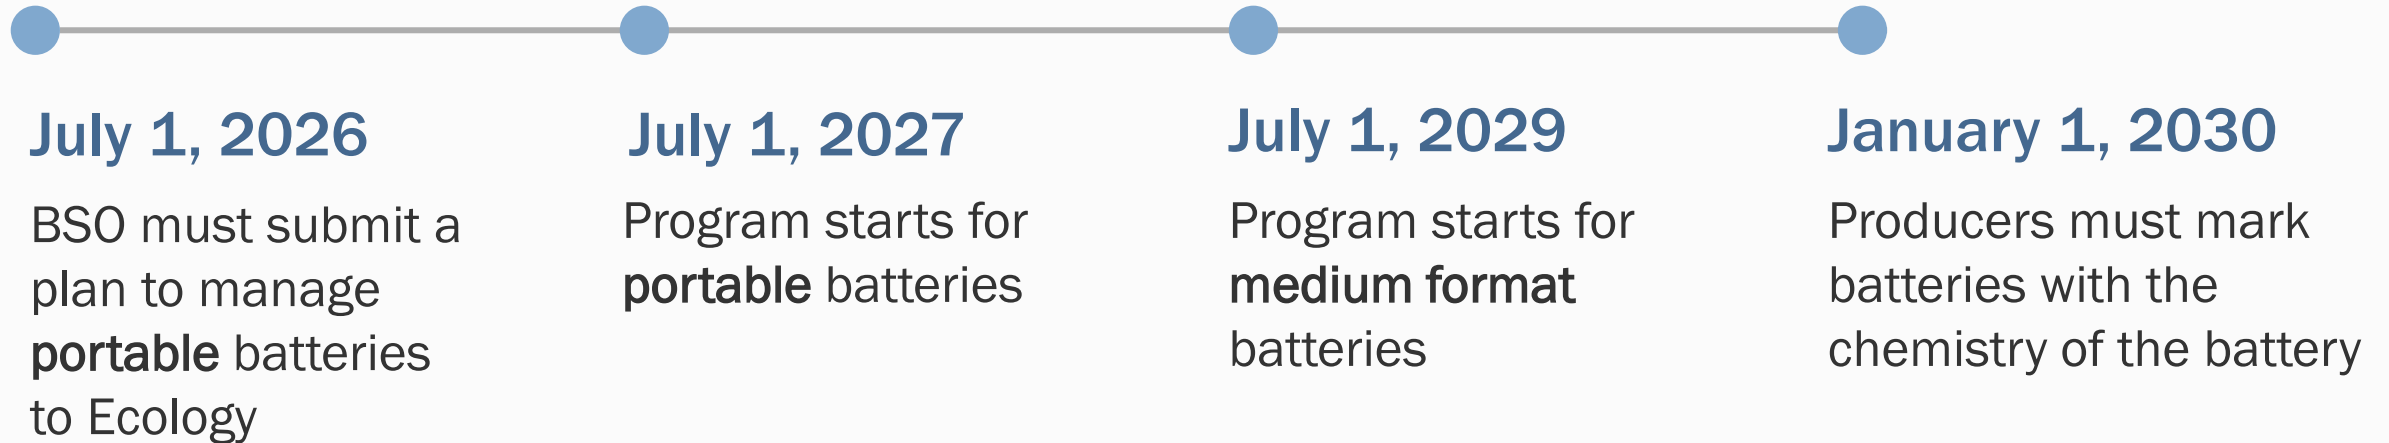 July 1, 2026
BSO must submit a
plan to manage
portable batteries
to Ecology
July 1, 2027
Program starts for
portable batteries
July 1, 2029
Program starts for
medium format
batteries
January 1, 2030
Producers must mark
batteries with the
chemistry of the battery